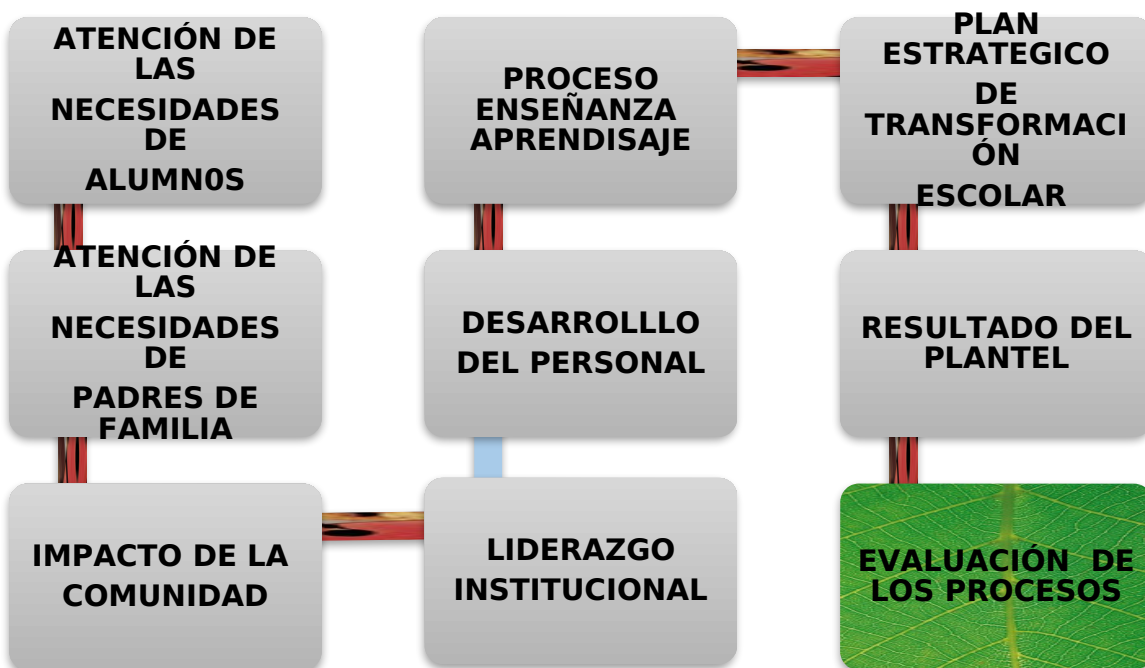 ATENCIÓN DE
LAS
NECESIDADES
DE
ALUMN0S
ATENCIÓN DE
LAS
NECESIDADES
DE
PADRES DE
FAMILIA
IMPACTO DE LA
COMUNIDAD
LIDERAZGO
INSTITUCIONAL
DESARROLLLO
DEL PERSONAL
PROCESO
ENSEÑANZA
APRENDISAJE
PLAN
ESTRATEGICO
DE
TRANSFORMACI
ÓN
ESCOLAR
RESULTADO DEL
PLANTEL
EVALUACIÓN DE
LOS PROCESOS